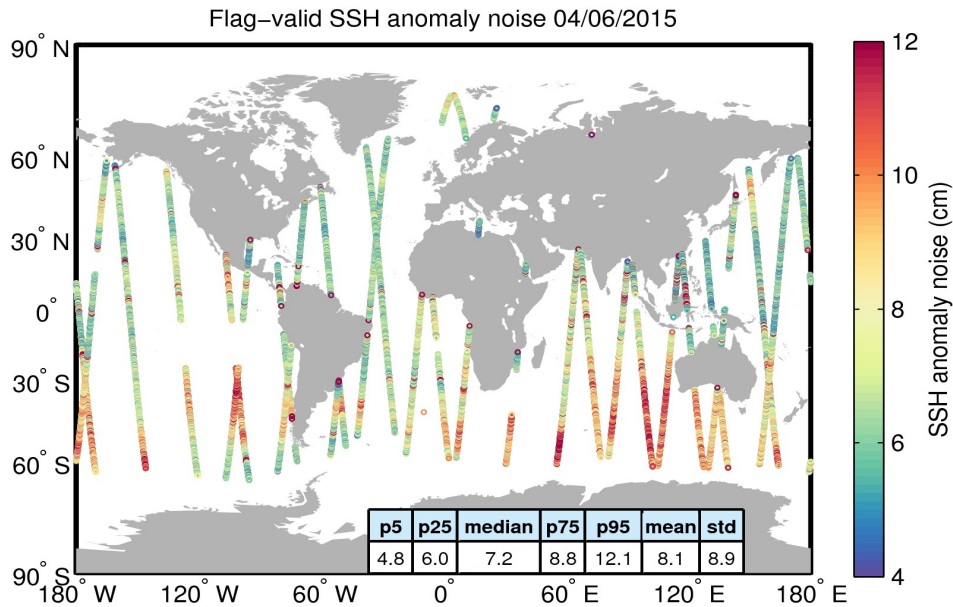 Flag−valid SSH anomaly noise 04/06/2015
90° N
60° N
30° N
0°
30° S
60° S
90° S
180° W 120° W 60° W 0° 60° E 120° E 180° E
p5 p25 median p75 p95 mean std
4.8 6.0 7.2 8.8 12.1 8.1 8.9
12
10
8
6
4
SSH anomaly noise (cm)